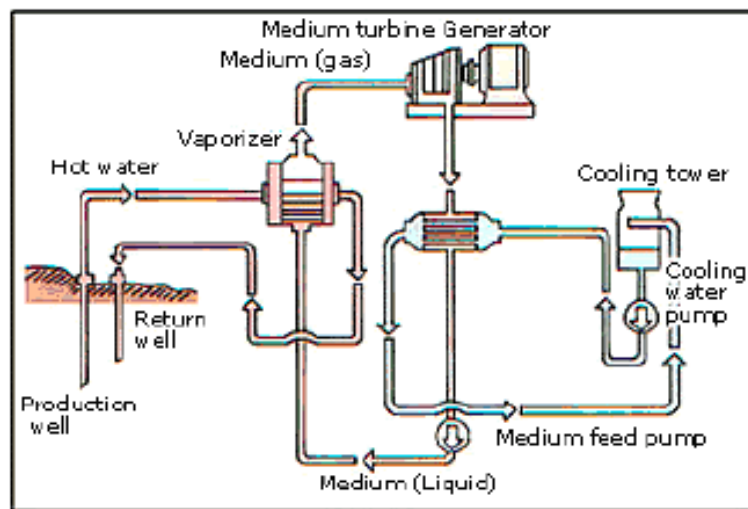 Medium turbine Generator
Medium (gas)
Vaporizer
Hot water
Cooling tower
Cooling
water
pump
Return
well
Production
well
Medium feed pump
Medium (Liquid)